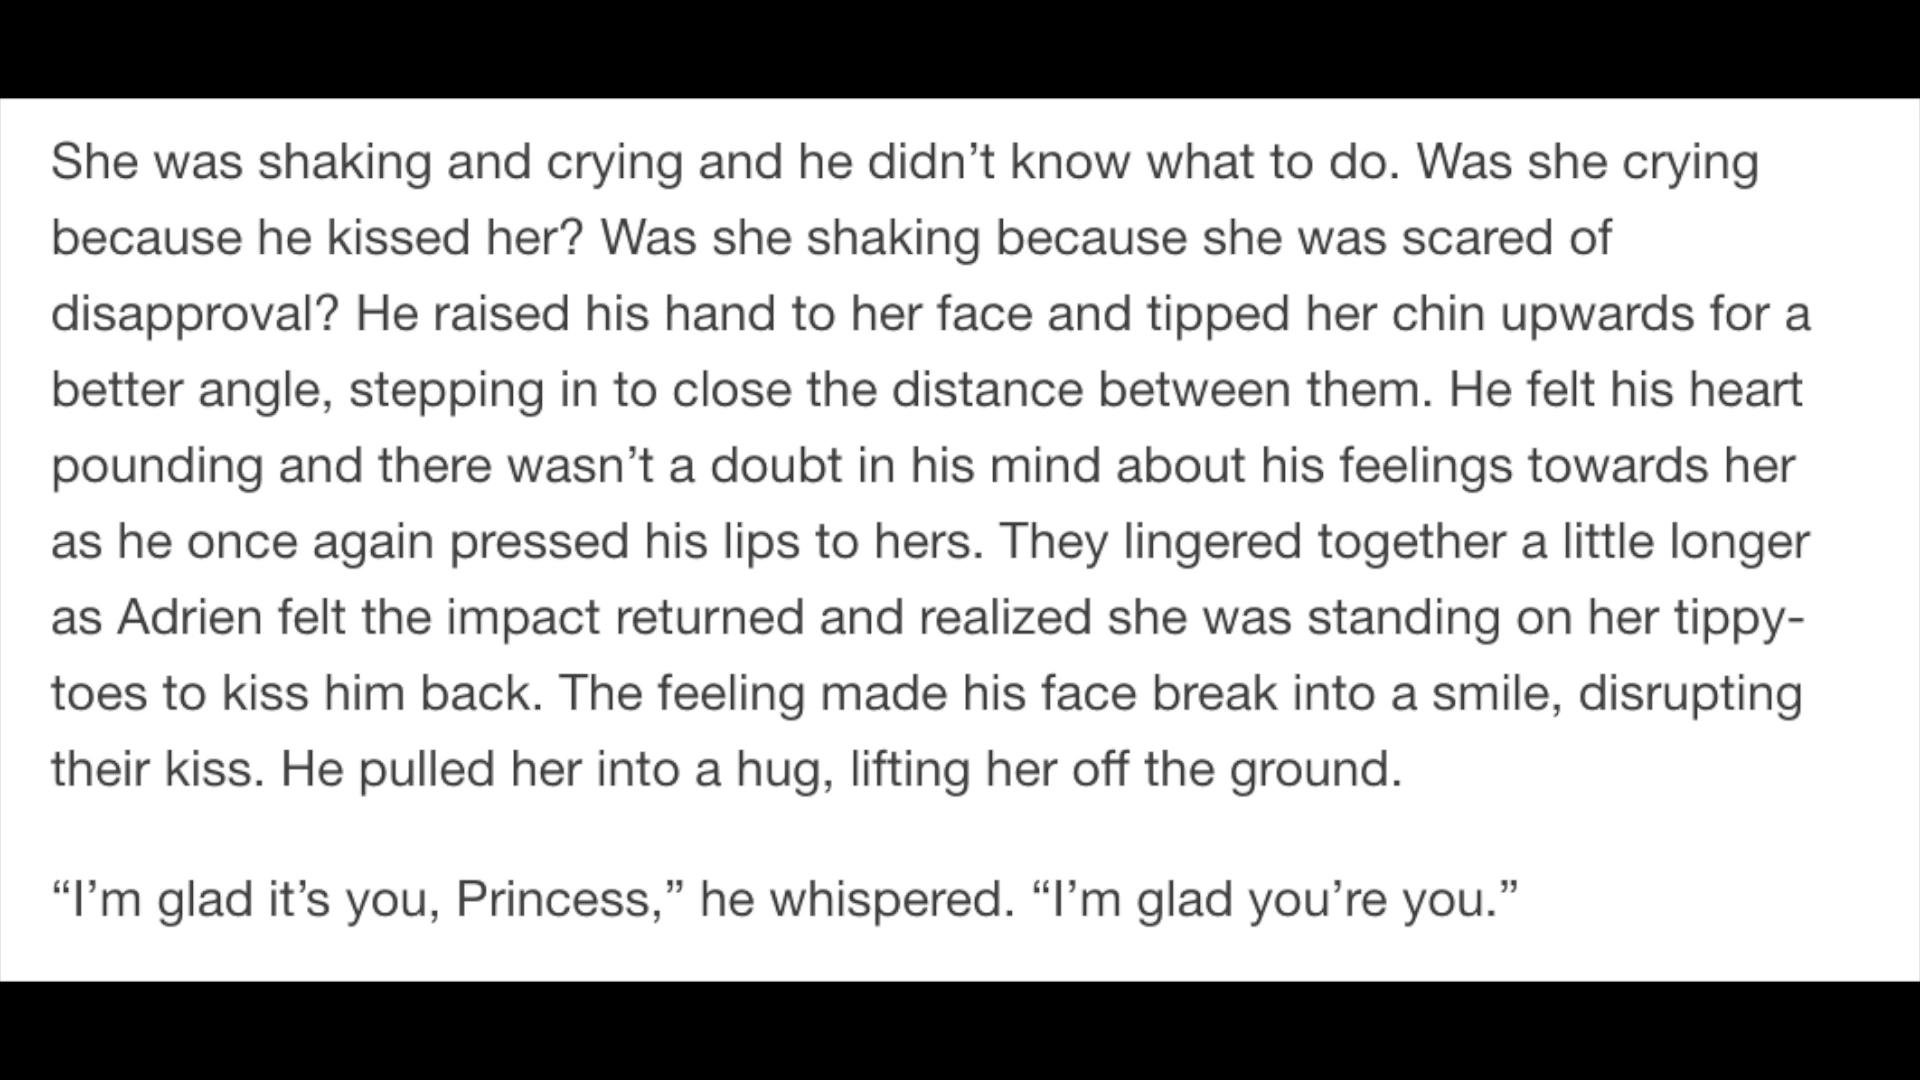 She was shaking and crying and he didn’t know what to do. Was she crying
because he kissed her? Was she shaking because she was scared of
disapproval? He raised his hand to her face and tipped her chin upwards for a
better angle, stepping in to close the distance between them. He felt his heart
pounding and there wasn’t a doubt in his mind about his feelings towards her
as he once again pressed his lips to hers. They lingered together a little longer
as Adrien felt the impact returned and realized she was standing on her tippy-
toes to kiss him back. The feeling made his face break into a smile, disrupting
their kiss. He pulled her into a hug, lifting her off the ground.
“I’m glad it’s you, Princess,” he whispered. “I’m glad you’re you.”